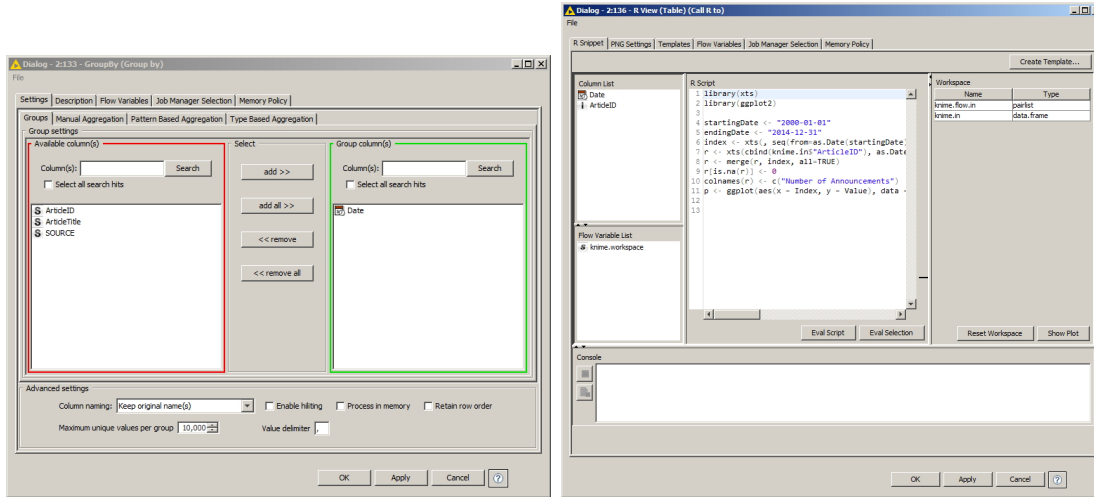 Dialog - 2:133 - GroupBy (Group by)
File
Settings Description Flow Variables Job Manager Selection Memory Policy
Groups Manual Aggregation Pattern Based Aggregation Type Based Aggregation
Group settings
Available column(s)
Column(s):
Search
Select all search hits
S ArticleID
S ArticleTitle
S SOURCE
Select
add >>
add all >>
<< remove
<< remove all
Group column(s)
Column(s):
Search
Select all search hits
Date
Advanced settings
Column naming: Keep original name(s)
Enable hiliting
Process in memory
Retain row order
Maximum unique values per group 10,000
Value delimiter ,
OK Apply Cancel ?
Dialog - 2:136 - R View (Table) (Call R to)
File
R Snippet PNG Settings Templates Flow Variables Job Manager Selection Memory Policy
Create Template...
Column List
Date
I ArticleID
Flow Variable List
S knime.workspace
R Script
1 library(xts)
2 library(ggplot2)
3
4 startingDate <- "2000-01-01"
5 endingDate <- "2014-12-31"
6 index <- xts(, seq(from=as.Date(startingDate)
7 r <- xts(cbind(knime.in$"ArticleID"), as.Date
8 r <- merge(r, index, all=TRUE)
9 r[is.na(r)] <- 0
10 colnames(r) <- c("Number of Announcements")
11 p <- ggplot(aes(x = Index, y = Value), data =
12
13
Eval Script Eval Selection
Workspace
Name Type
knime.flow.in pairlist
knime.in data.frame
Reset Workspace Show Plot
Console
OK Apply Cancel ?